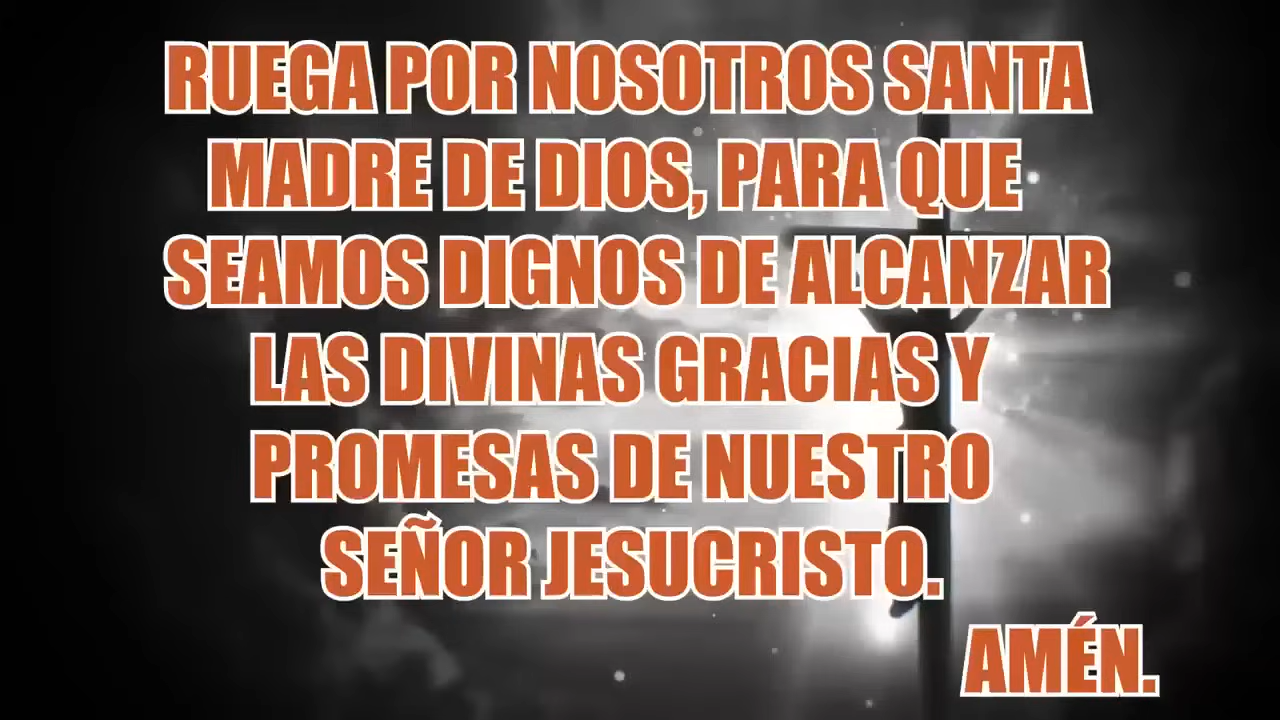 RUEGA POR NOSOTROS SANTA
MADRE DE DIOS, PARA QUE
SEAMOS DIGNOS DE ALCANZAR
LAS DIVINAS GRACIAS Y
PROMESAS DE NUESTRO
SEÑOR JESUCRISTO.
AMÉN.